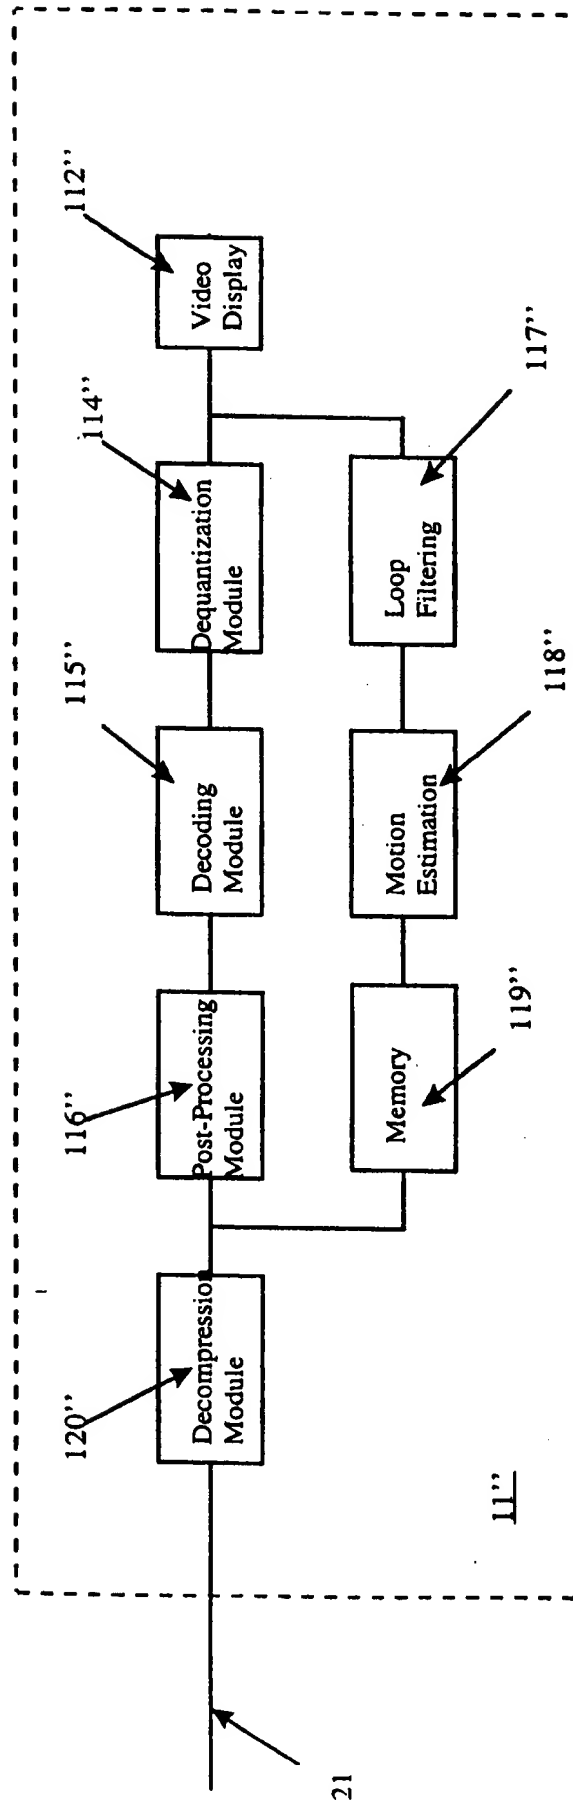 120’’
116’’
115’’
114’’
112’’
Decompression
Module
Post-Processing
Module
Decoding
Module
Dequantization
Module
Video
Display
Memory
Motion
Estimation
Loop
Filtering
21
11’’
119’’
118’’
117’’